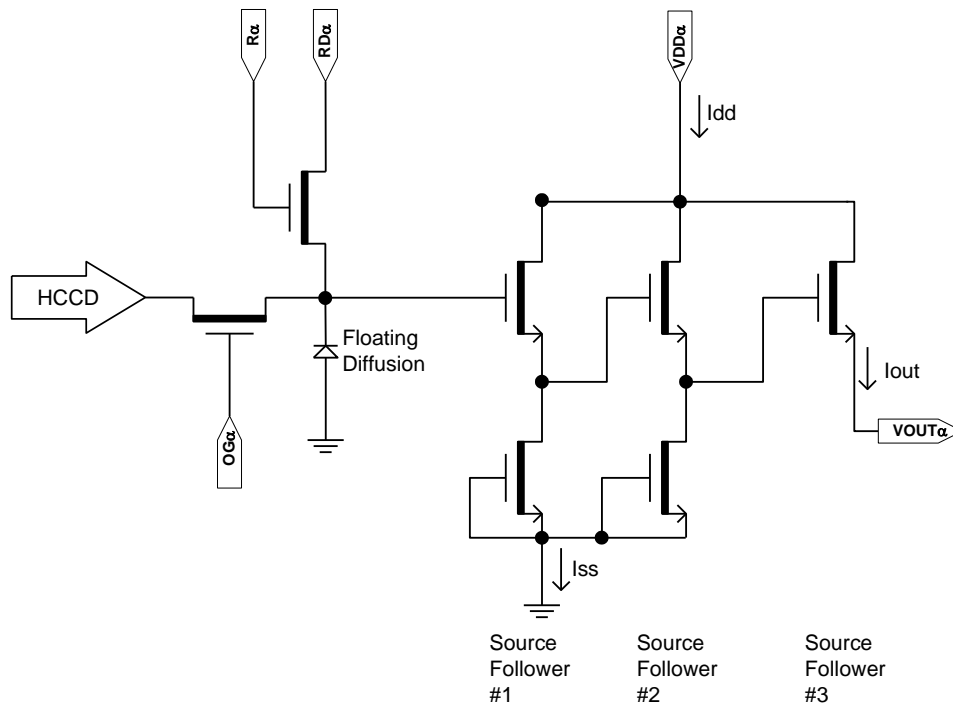 Rα
RDα
VDDα
Idd
HCCD
Floating
Diffusion
Iout
OGα
VOUTα
Iss
Source
Follower
#1
Source
Follower
#2
Source
Follower
#3